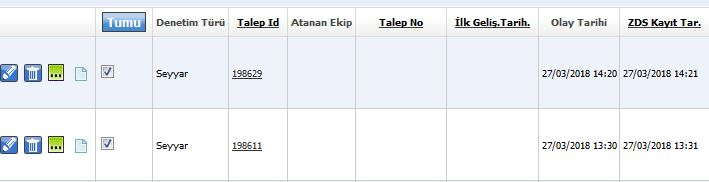 Tumu Denetim Türü Talep Id Atanan Ekip Talep No İlk Geliş.Tarih. Olay Tarihi ZDS Kayıt Tar.
Seyyar 198629 27/03/2018 14:20 27/03/2018 14:21
Seyyar 198611 27/03/2018 13:30 27/03/2018 13:31